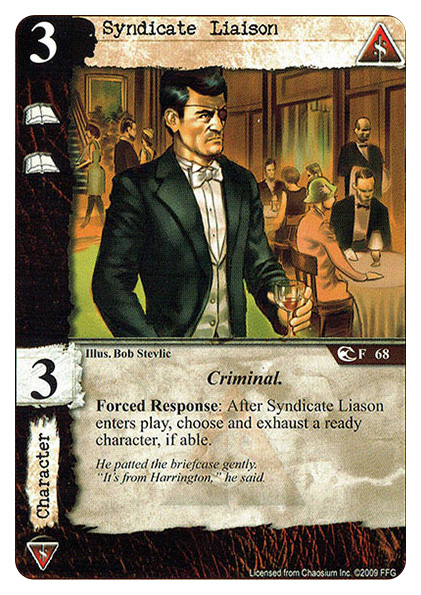 3
Syndicate Liaison
Illus. Bob Stevlic
F 68
3
Criminal.
Forced Response: After Syndicate Liason
enters play, choose and exhaust a ready
character, if able.
He patted the briefcase gently.
"It's from Harrington," he said.
Character
Licensed from Chaosium Inc. ©2009 FFG